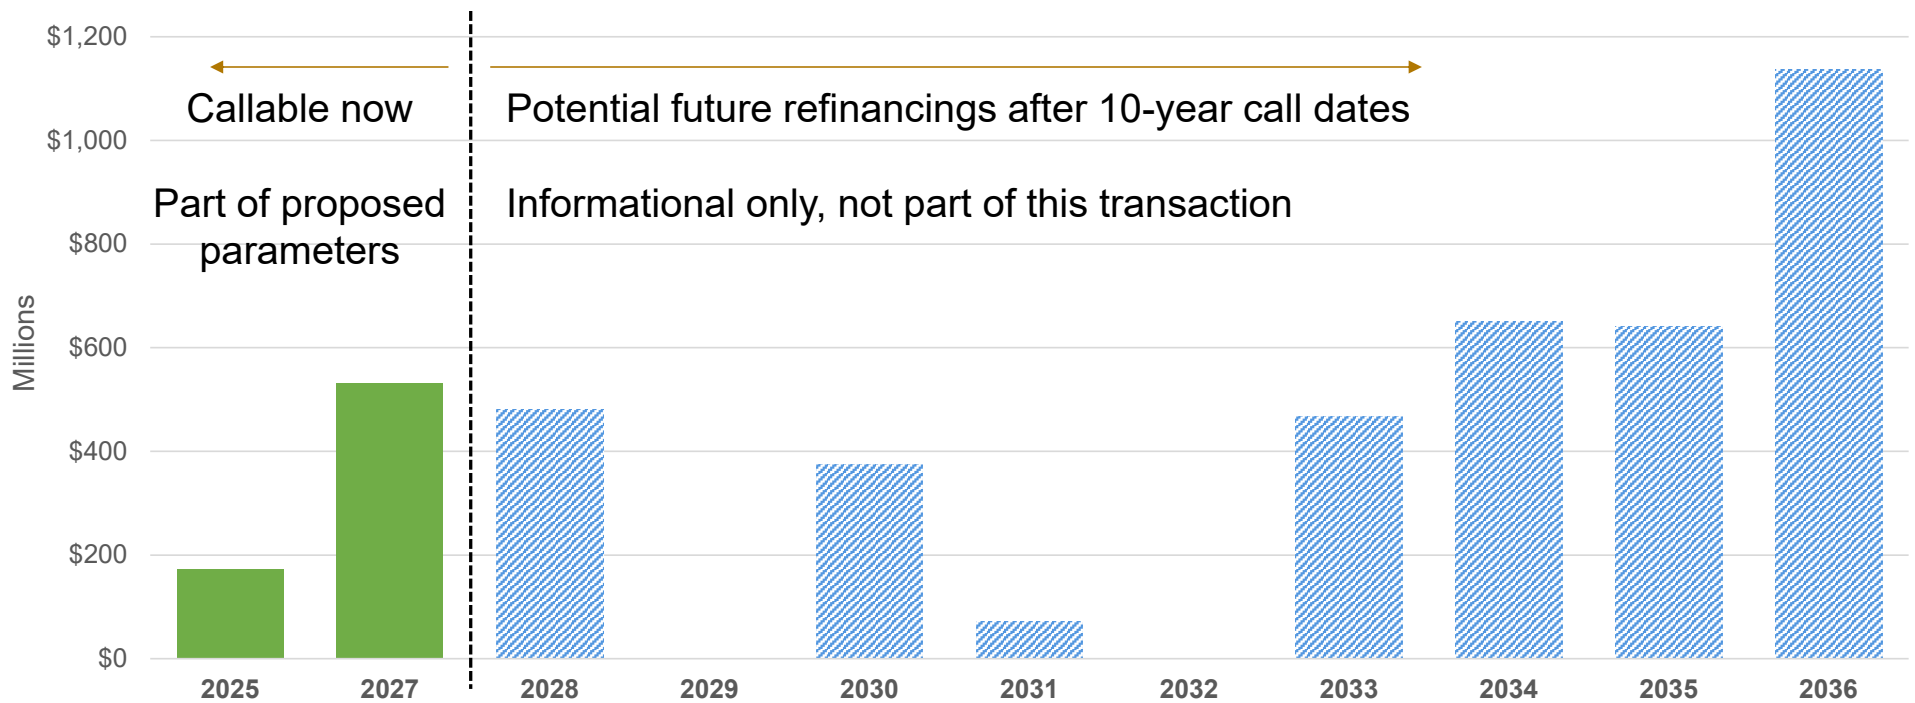 $1,200
Callable now
Potential future refinancings after 10-year call dates
$1,000
Part of proposed
parameters
Informational only, not part of this transaction
$800
Millions
$600
$400
$200
$0
2025 2027 2028 2029 2030 2031 2032 2033 2034 2035 2036